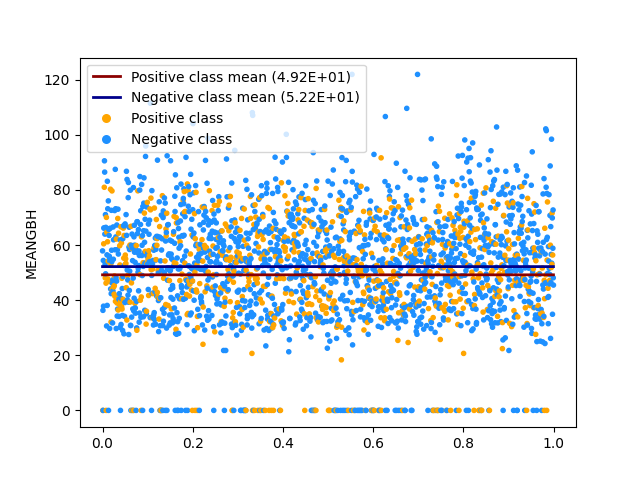 Positive class mean (4.92E+01)
Negative class mean (5.22E+01)
Positive class
Negative class
MEANGBH
120
100
80
60
40
20
0
0.0 0.2 0.4 0.6 0.8 1.0